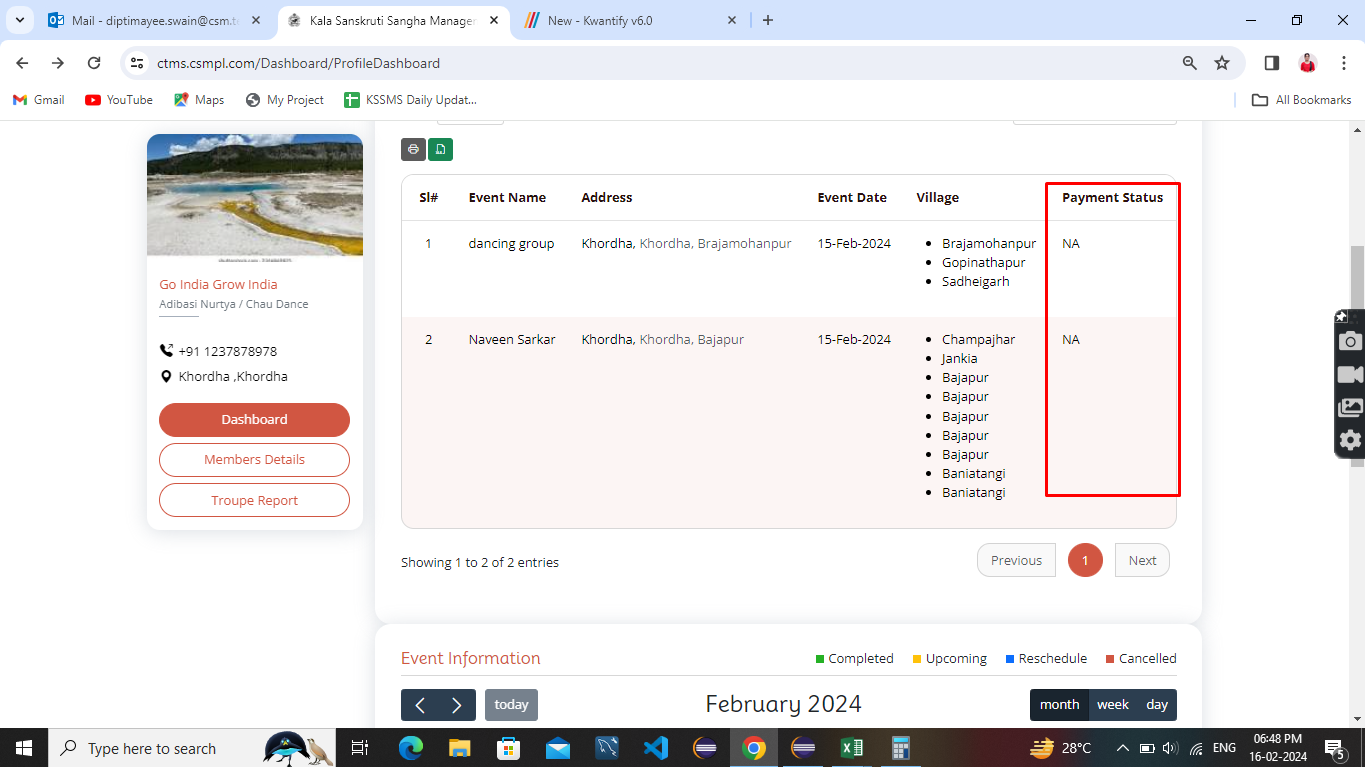 Mail - diptimayee.swain@csm.t
Kala Sanskruti Sangha Manager
New - Kwantify v6.0
ctms.csmpl.com/Dashboard/ProfileDashboard
Gmail
YouTube
Maps
My Project
KSSMS Daily Updat...
All Bookmarks
Go India Grow India
Adibasi Nurtya / Chau Dance
+91 1237878978
Khordha ,Khordha
Dashboard
Members Details
Troupe Report
Sl# Event Name Address Event Date Village Payment Status
1 dancing group Khordha, Khordha, Brajamohanpur 15-Feb-2024 Brajamohanpur NA
Gopinathapur
Sadheigarh
2 Naveen Sarkar Khordha, Khordha, Bajapur 15-Feb-2024 Champajhar NA
Jankia
Bajapur
Bajapur
Bajapur
Bajapur
Bajapur
Baniatangi
Baniatangi
Showing 1 to 2 of 2 entries
Previous 1 Next
Event Information
Completed Upcoming Reschedule Cancelled
today
February 2024
month week day
Type here to search
28°C
ENG
06:48 PM
16-02-2024
5